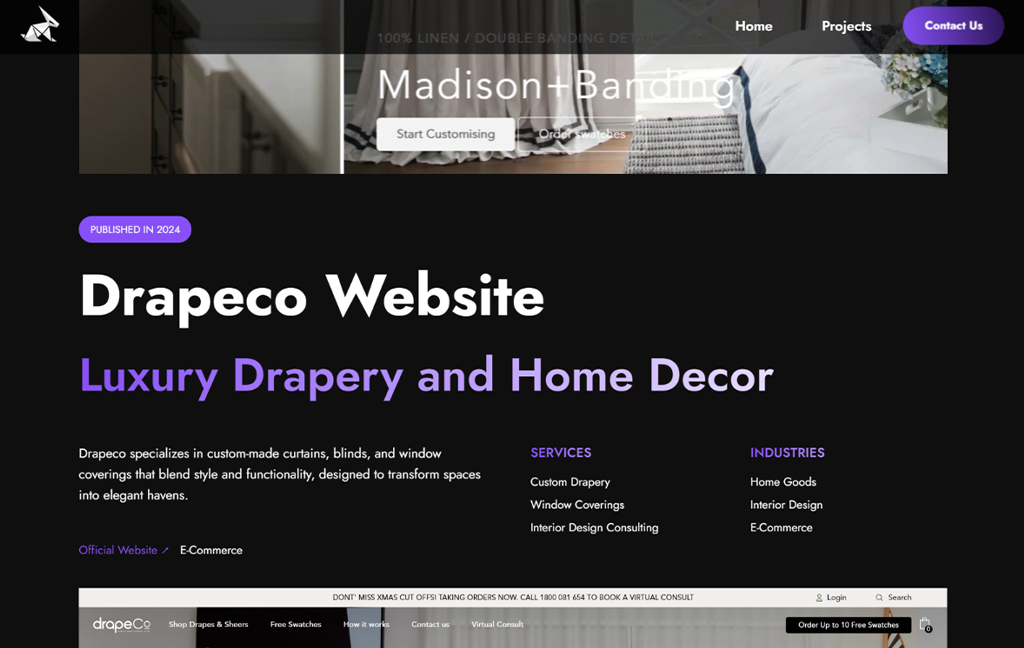 Home Projects Contact Us
100% LINEN / DOUBLE BANDING DETAIL
Madison+Banding
Start Customising Order swatches
PUBLISHED IN 2024
Drapeco Website
Luxury Drapery and Home Decor
Drapeco specializes in custom-made curtains, blinds, and window
coverings that blend style and functionality, designed to transform spaces
into elegant havens.
Official Website ↗ E-Commerce
SERVICES
Custom Drapery
Window Coverings
Interior Design Consulting
INDUSTRIES
Home Goods
Interior Design
E-Commerce
DONT' MISS XMAS CUT OFFS! TAKING ORDERS NOW. CALL 1800 081 654 TO BOOK A VIRTUAL CONSULT
Login Search
drapeCo Shop Drapes & Sheers Free Swatches How it works Contact us Virtual Consult Order Up to 10 Free Swatches 0